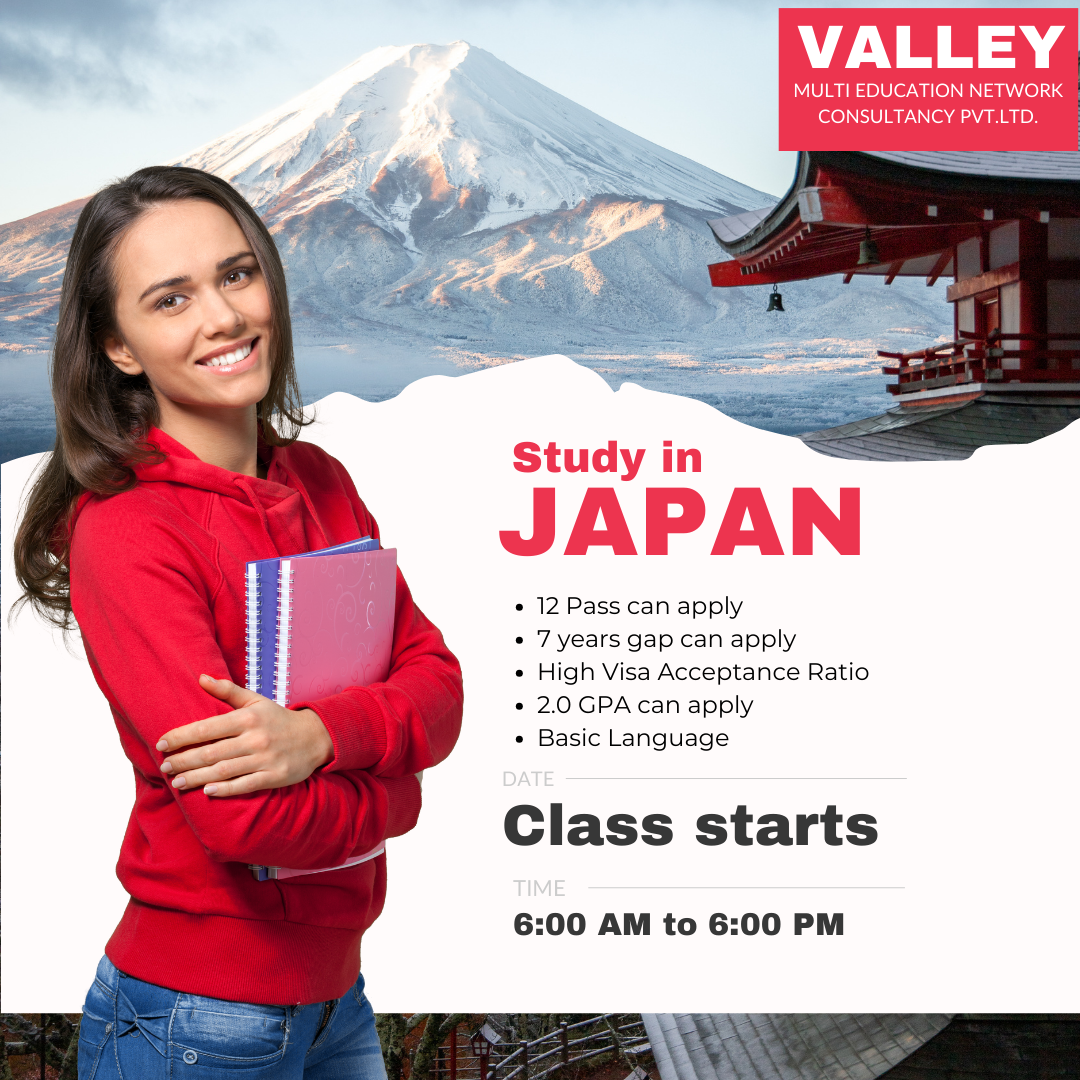 VALLEY
MULTI EDUCATION NETWORK
CONSULTANCY PVT.LTD.
Study in
JAPAN
• 12 Pass can apply
• 7 years gap can apply
• High Visa Acceptance Ratio
• 2.0 GPA can apply
• Basic Language
DATE
Class starts
TIME
6:00 AM to 6:00 PM